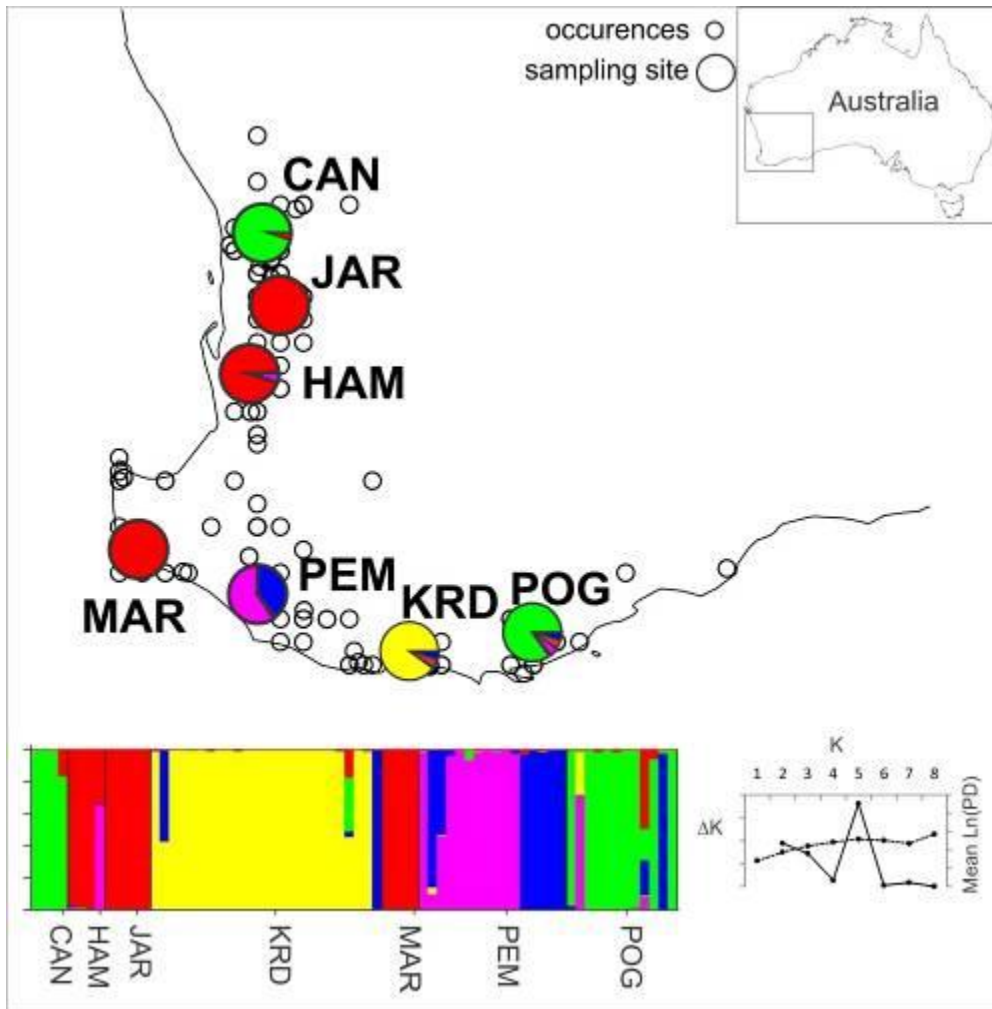 occurences
sampling site
Australia
CAN
JAR
HAM
MAR
PEM
KRD
POG
K
1 2 3 4 5 6 7 8
ΔK
Mean Ln(PD)
CAN
HAM
JAR
KRD
MAR
PEM
POG